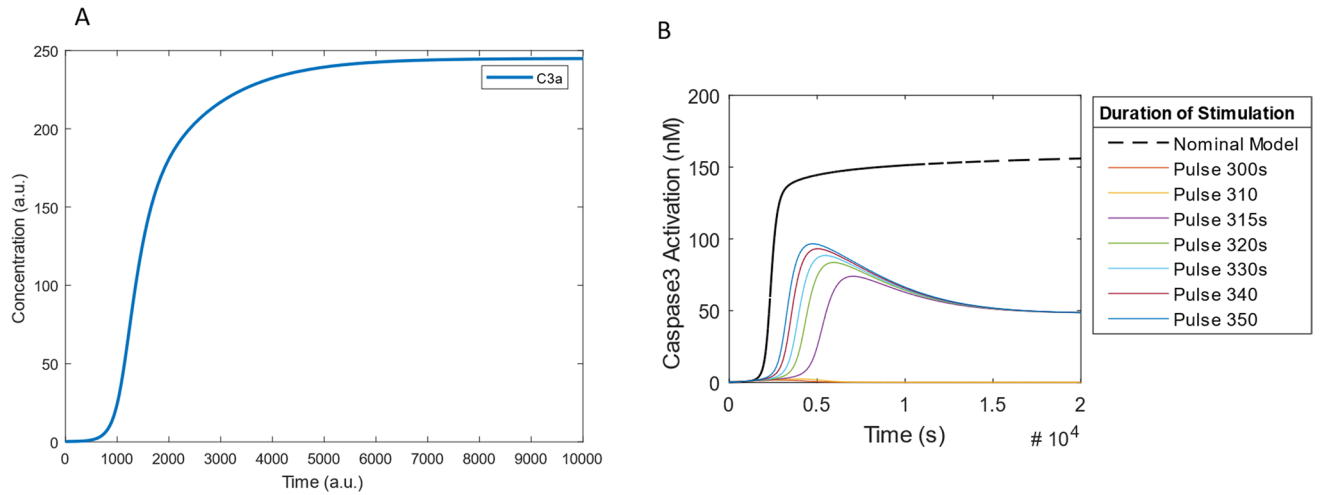 A
250
200
150
100
50
0
C3a
Concentration (a.u.)
0 1000 2000 3000 4000 5000 6000 7000 8000 9000 10000
Time (a.u.)
B
200
150
100
50
0
Caspase3 Activation (nM)
0 0.5 1 1.5 2
Time (s)
# 10^4
Duration of Stimulation
Nominal Model
Pulse 300s
Pulse 310
Pulse 315s
Pulse 320s
Pulse 330s
Pulse 340
Pulse 350